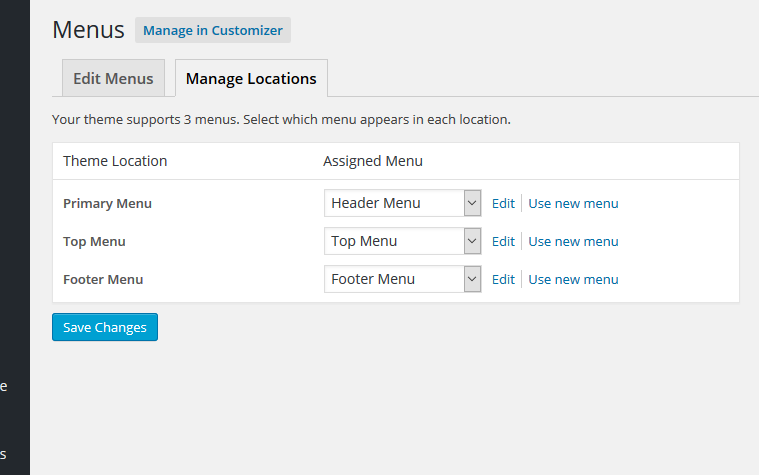 Menus Manage in Customizer
Edit Menus Manage Locations
Your theme supports 3 menus. Select which menu appears in each location.
Theme Location Assigned Menu
Primary Menu Header Menu Edit Use new menu
Top Menu Top Menu Edit Use new menu
Footer Menu Footer Menu Edit Use new menu
Save Changes
e
s